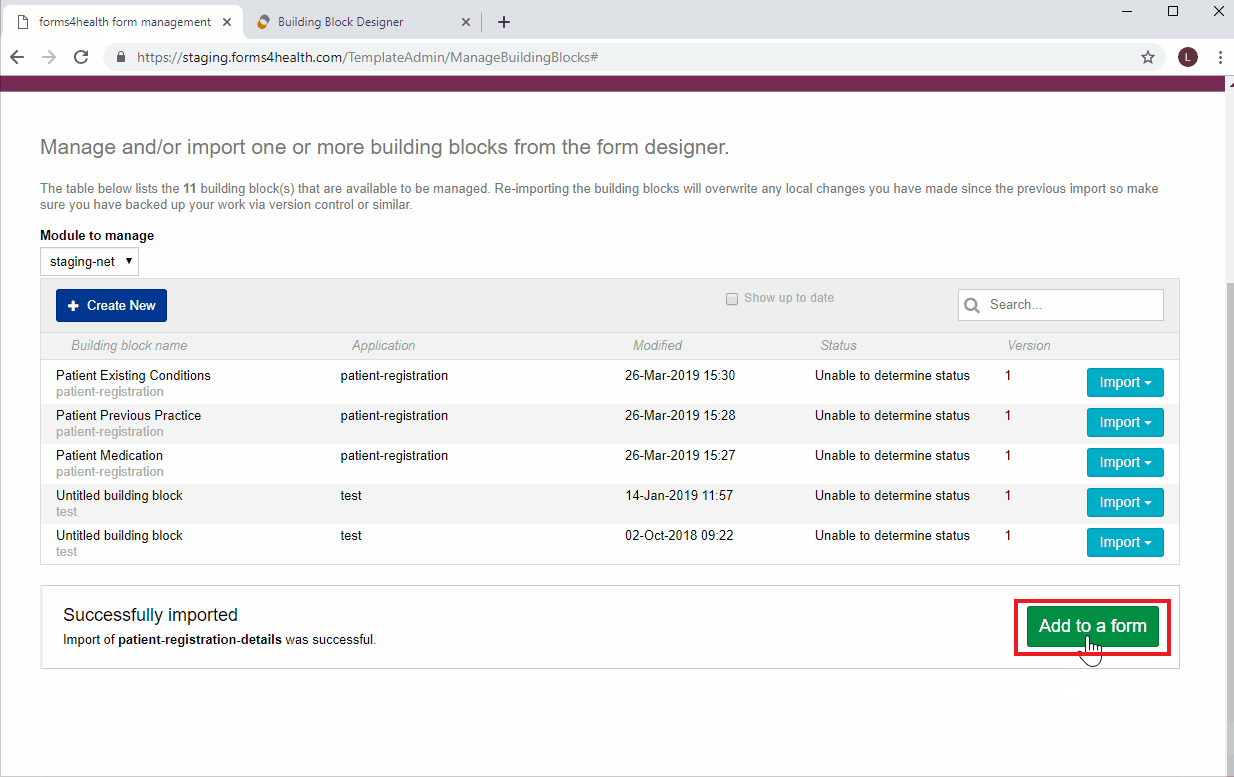 forms4health form management
Building Block Designer
https://staging.forms4health.com/TemplateAdmin/ManageBuildingBlocks#
L
Manage and/or import one or more building blocks from the form designer.
The table below lists the 11 building block(s) that are available to be managed. Re-importing the building blocks will overwrite any local changes you have made since the previous import so make
sure you have backed up your work via version control or similar.
Module to manage
staging-net
Create New
Show up to date
Search...
Building block name Application Modified Status Version
Patient Existing Conditions patient-registration 26-Mar-2019 15:30 Unable to determine status 1 Import
patient-registration
Patient Previous Practice patient-registration 26-Mar-2019 15:28 Unable to determine status 1 Import
patient-registration
Patient Medication patient-registration 26-Mar-2019 15:27 Unable to determine status 1 Import
patient-registration
Untitled building block test 14-Jan-2019 11:57 Unable to determine status 1 Import
test
Untitled building block test 02-Oct-2018 09:22 Unable to determine status 1 Import
test
Successfully imported
Import of patient-registration-details was successful.
Add to a form